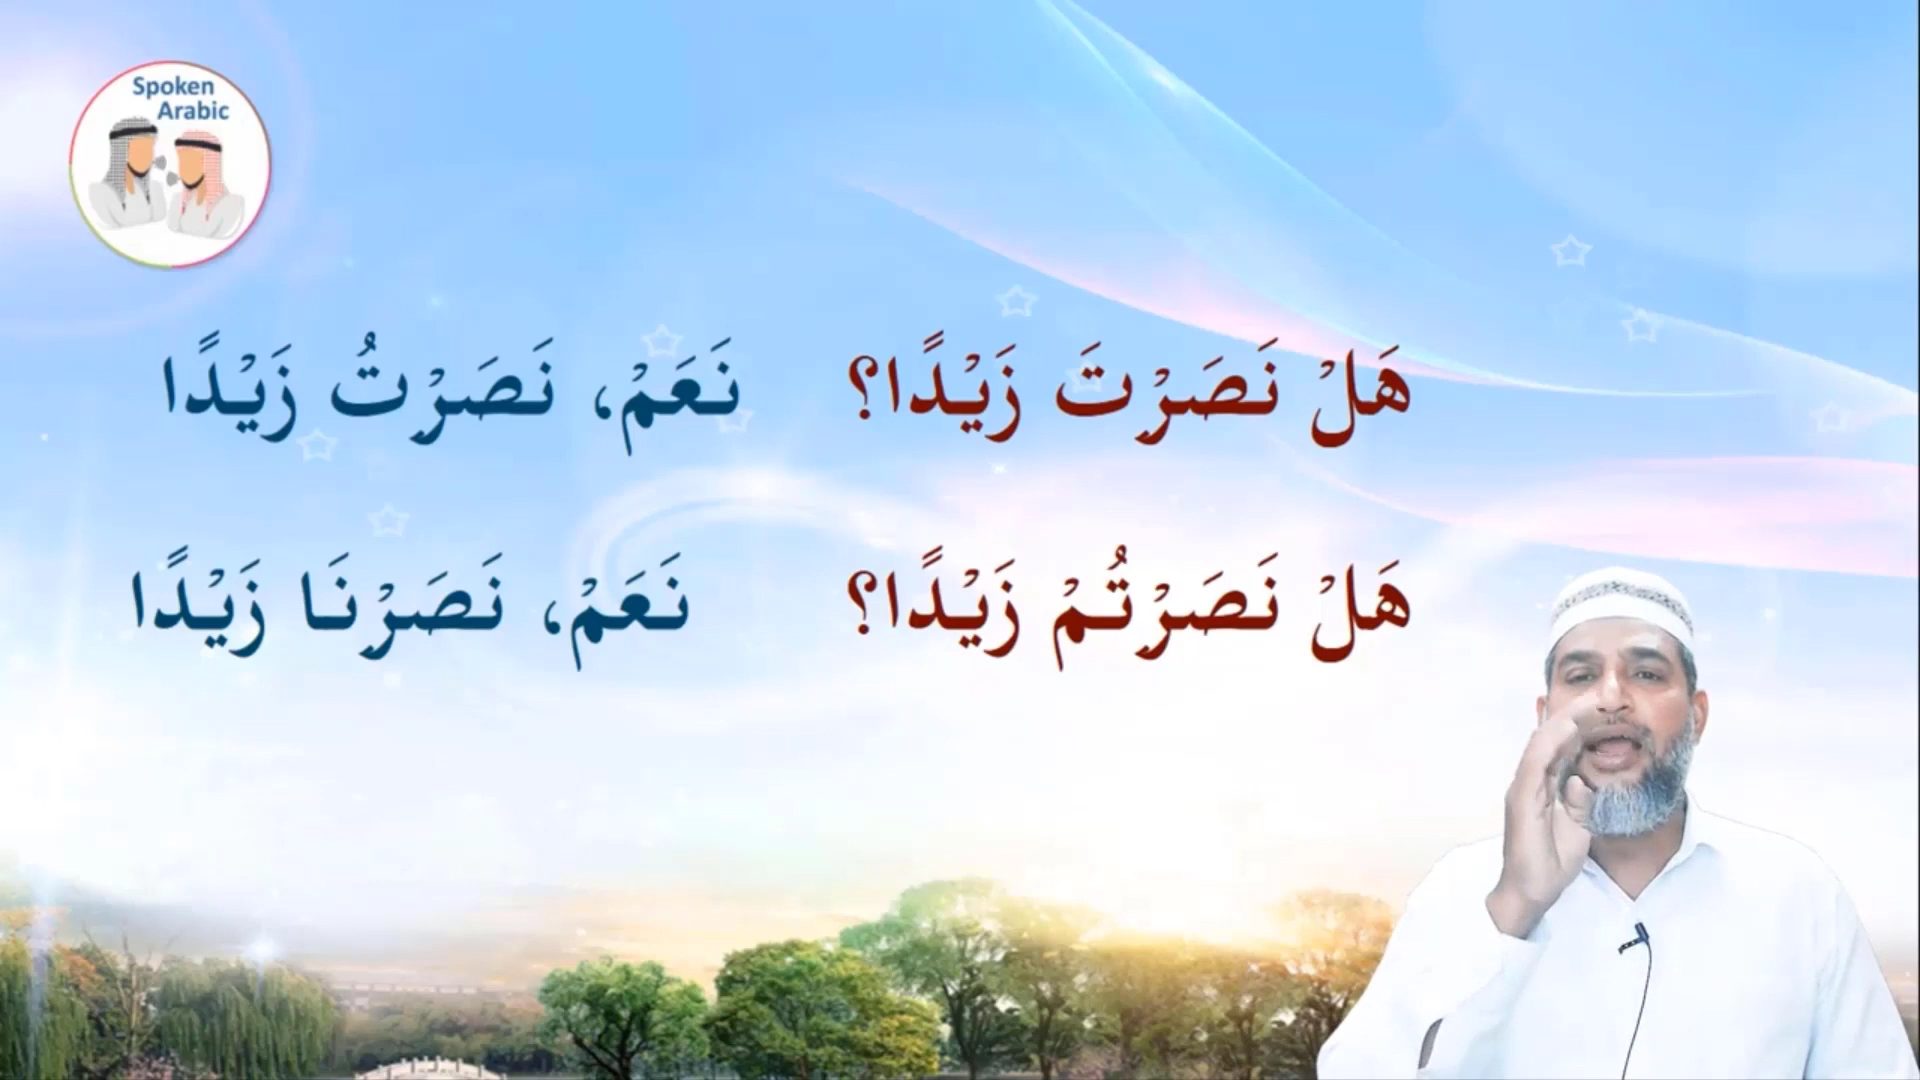 Spoken
Arabic
هَلْ نَصَرْتَ زَيْدًا؟ نَعَمْ، نَصَرْتُ زَيْدًا
هَلْ نَصَرْتُمْ زَيْدًا؟ نَعَمْ، نَصَرْنَا زَيْدًا